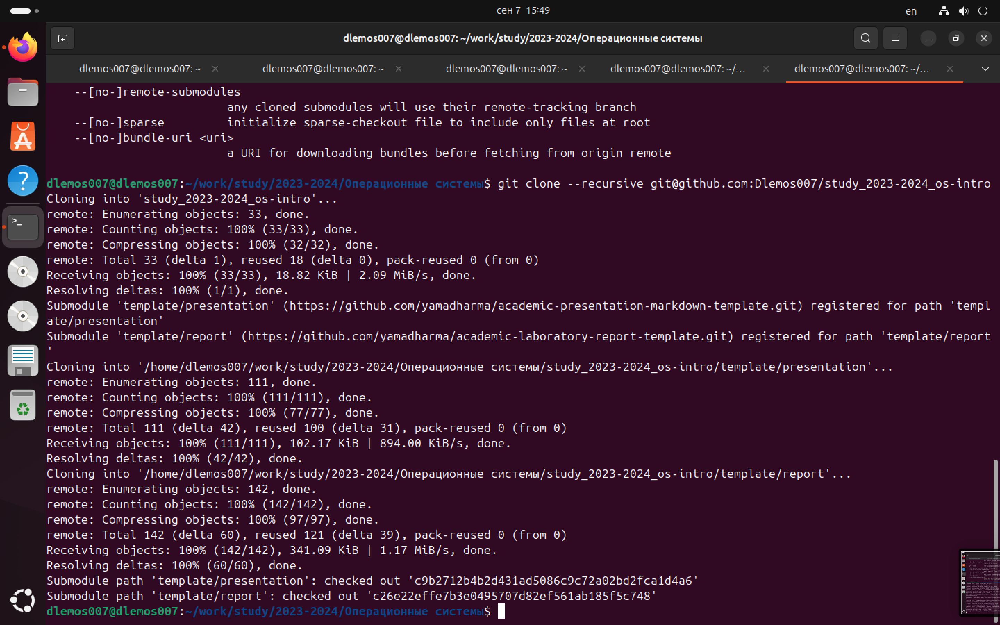 сен 7 15:49
en
dlemos007@dlemos007: ~/work/study/2023-2024/Операционные системы
dlemos007@dlemos007: ~
dlemos007@dlemos007: ~
dlemos007@dlemos007: ~
dlemos007@dlemos007: ~/...
dlemos007@dlemos007: ~/...
--[no-]remote-submodules
any cloned submodules will use their remote-tracking branch
--[no-]sparse initialize sparse-checkout file to include only files at root
--[no-]bundle-uri <uri>
a URI for downloading bundles before fetching from origin remote
dlemos007@dlemos007:~/work/study/2023-2024/Операционные системы$ git clone --recursive git@github.com:Dlemos007/study_2023-2024_os-intro
Cloning into 'study_2023-2024_os-intro'...
remote: Enumerating objects: 33, done.
remote: Counting objects: 100% (33/33), done.
remote: Compressing objects: 100% (32/32), done.
remote: Total 33 (delta 1), reused 18 (delta 0), pack-reused 0 (from 0)
Receiving objects: 100% (33/33), 18.82 KiB | 2.09 MiB/s, done.
Resolving deltas: 100% (1/1), done.
Submodule 'template/presentation' (https://github.com/yamadharma/academic-presentation-markdown-template.git) registered for path 'templ
ate/presentation'
Submodule 'template/report' (https://github.com/yamadharma/academic-laboratory-report-template.git) registered for path 'template/report
'
Cloning into '/home/dlemos007/work/study/2023-2024/Операционные системы/study_2023-2024_os-intro/template/presentation'...
remote: Enumerating objects: 111, done.
remote: Counting objects: 100% (111/111), done.
remote: Compressing objects: 100% (77/77), done.
remote: Total 111 (delta 42), reused 100 (delta 31), pack-reused 0 (from 0)
Receiving objects: 100% (111/111), 102.17 KiB | 894.00 KiB/s, done.
Resolving deltas: 100% (42/42), done.
Cloning into '/home/dlemos007/work/study/2023-2024/Операционные системы/study_2023-2024_os-intro/template/report'...
remote: Enumerating objects: 142, done.
remote: Counting objects: 100% (142/142), done.
remote: Compressing objects: 100% (97/97), done.
remote: Total 142 (delta 60), reused 121 (delta 39), pack-reused 0 (from 0)
Receiving objects: 100% (142/142), 341.09 KiB | 1.17 MiB/s, done.
Resolving deltas: 100% (60/60), done.
Submodule path 'template/presentation': checked out 'c9b2712b4b2d431ad5086c9c72a02bd2fca1d4a6'
Submodule path 'template/report': checked out 'c26e22effe7b3e0495707d82ef561ab185f5c748'
dlemos007@dlemos007:~/work/study/2023-2024/Операционные системы$